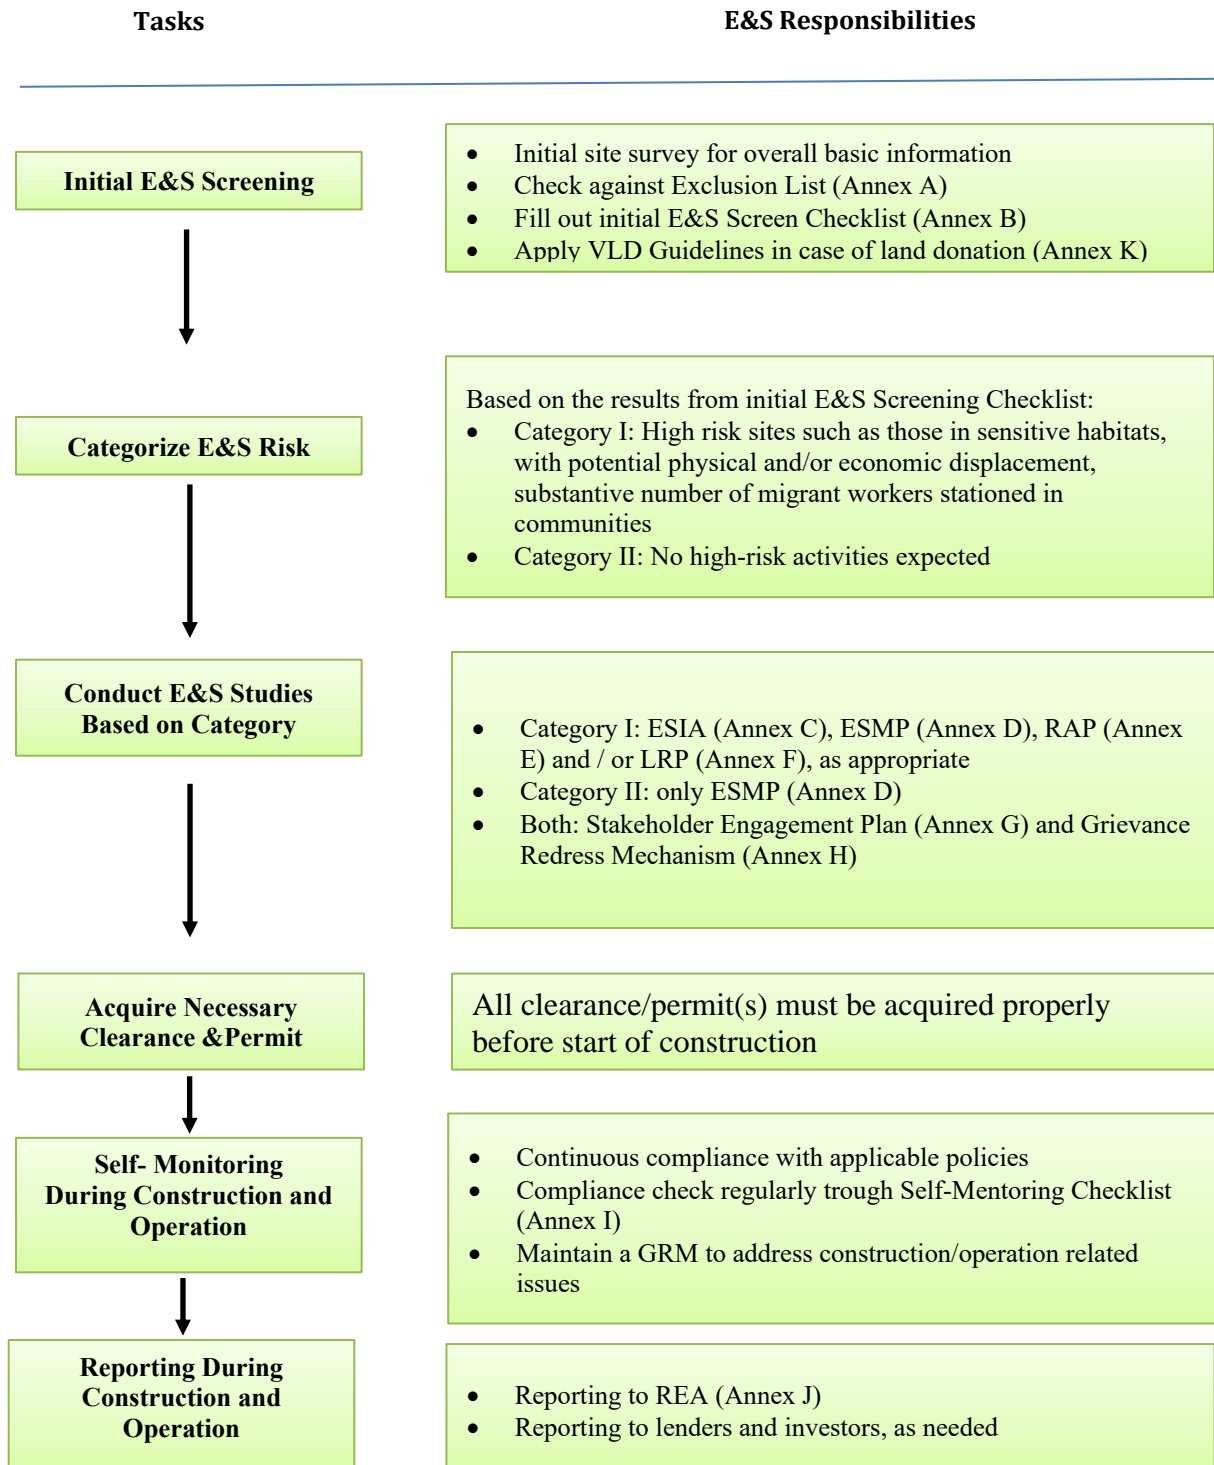 Tasks
E&S Responsibilities
Initial E&S Screening
• Initial site survey for overall basic information
• Check against Exclusion List (Annex A)
• Fill out initial E&S Screen Checklist (Annex B)
• Apply VLD Guidelines in case of land donation (Annex K)
Categorize E&S Risk
Based on the results from initial E&S Screening Checklist:
• Category I: High risk sites such as those in sensitive habitats,
with potential physical and/or economic displacement,
substantive number of migrant workers stationed in
communities
• Category II: No high-risk activities expected
Conduct E&S Studies
Based on Category
• Category I: ESIA (Annex C), ESMP (Annex D), RAP (Annex
E) and / or LRP (Annex F), as appropriate
• Category II: only ESMP (Annex D)
• Both: Stakeholder Engagement Plan (Annex G) and Grievance
Redress Mechanism (Annex H)
Acquire Necessary
Clearance &Permit
All clearance/permit(s) must be acquired properly
before start of construction
Self- Monitoring
During Construction and
Operation
• Continuous compliance with applicable policies
• Compliance check regularly trough Self-Mentoring Checklist
(Annex I)
• Maintain a GRM to address construction/operation related
issues
Reporting During
Construction and
Operation
• Reporting to REA (Annex J)
• Reporting to lenders and investors, as needed